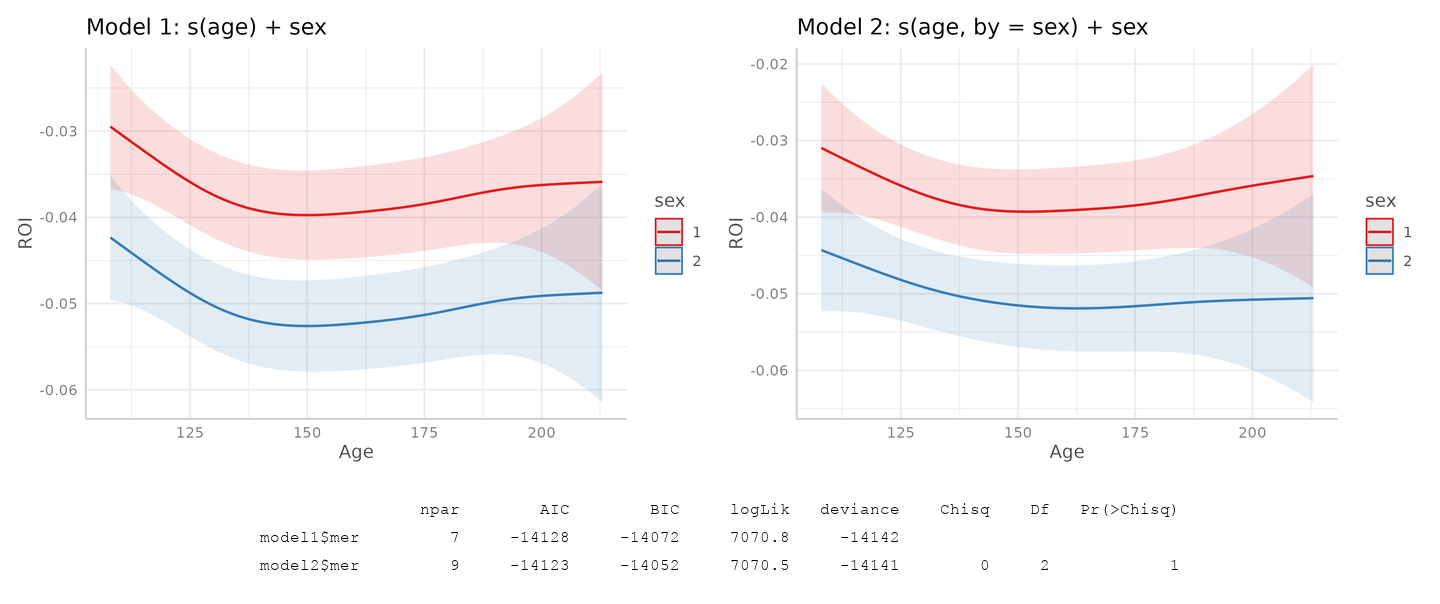 Model 1: s(age) + sex
-0.03
-0.04
-0.05
-0.06
ROI
125 150 175 200
Age
sex
1
2
Model 2: s(age, by = sex) + sex
-0.02
-0.03
-0.04
-0.05
-0.06
ROI
125 150 175 200
Age
sex
1
2
npar AIC BIC logLik deviance Chisq Df Pr(>Chisq)
model1$mer 7 -14128 -14072 7070.8 -14142
model2$mer 9 -14123 -14052 7070.5 -14141 0 2 1